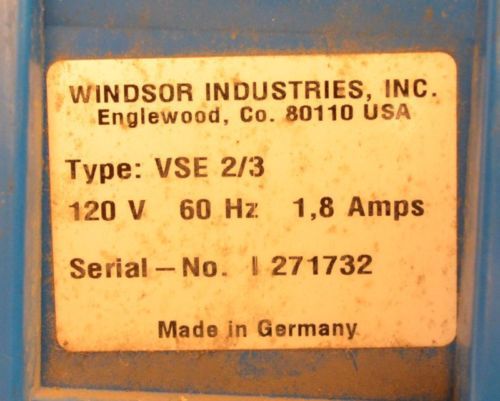 WINDSOR INDUSTRIES, INC.
Englewood, Co. 80110 USA
Type: VSE 2/3
120 V 60 Hz 1,8 Amps
Serial – No. I 271732
Made in Germany